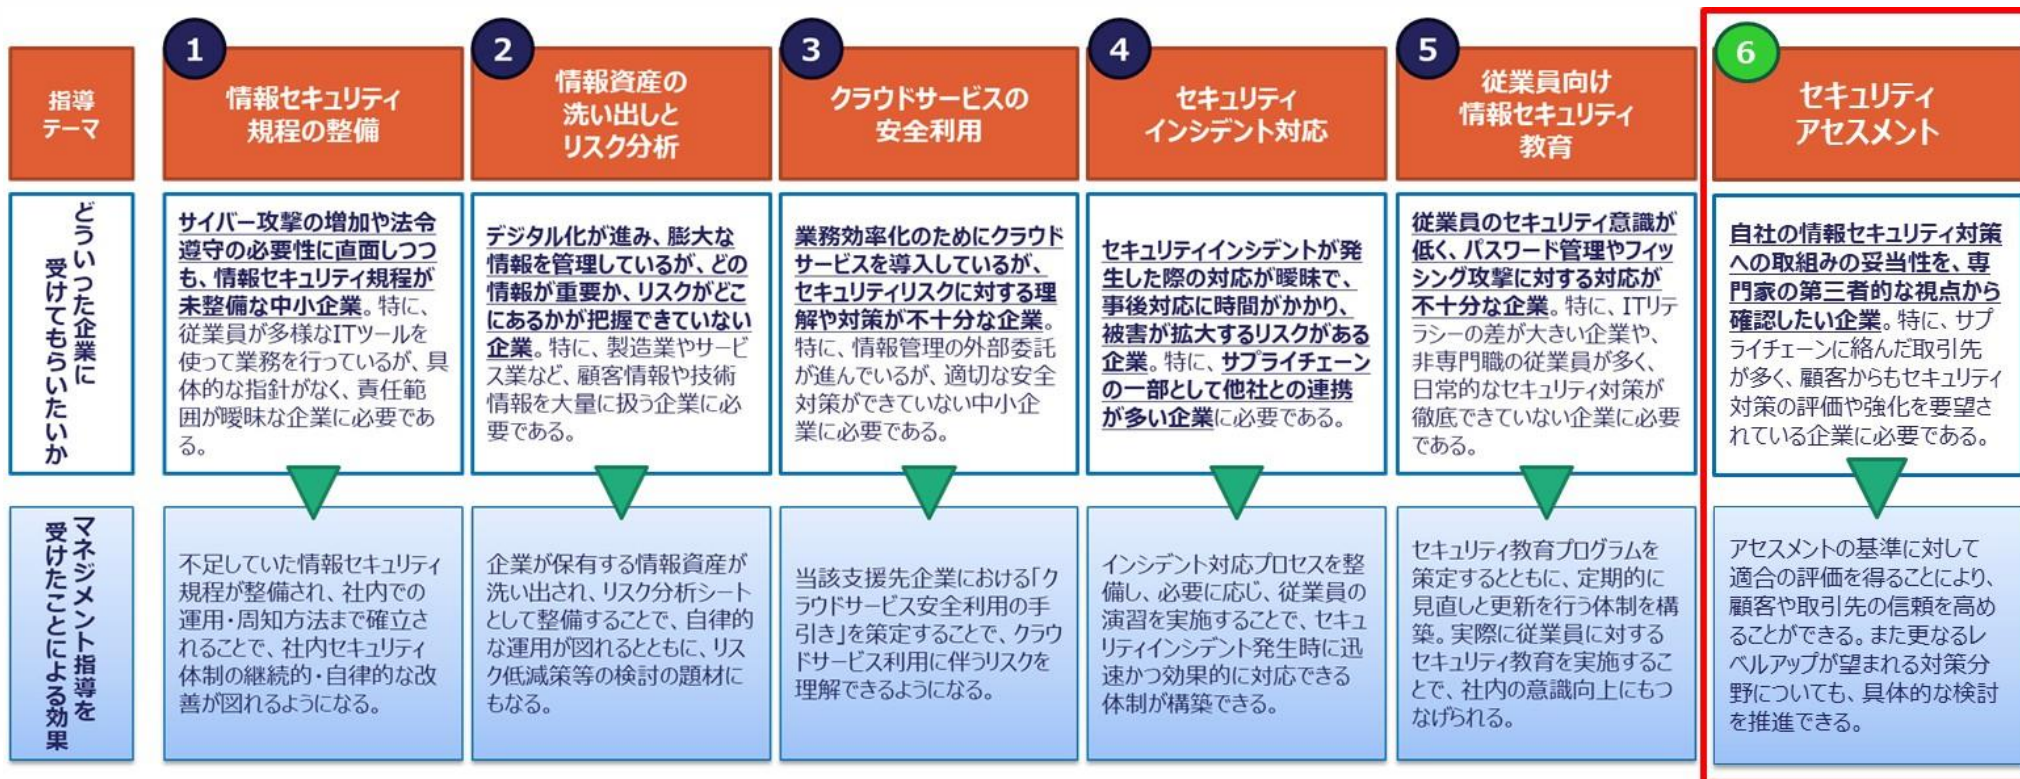 指導
テーマ
1
情報セキュリティ
規程の整備
2
情報資産の
洗い出しと
リスク分析
3
クラウドサービスの
安全利用
4
セキュリティ
インシデント対応
5
従業員向け
情報セキュリティ
教育
6
セキュリティ
アセスメント
どういった企業に
受けてもらいたいか
サイバー攻撃の増加や法令
遵守の必要性に直面しつつ
も、情報セキュリティ規程が
未整備な中小企業。特に、
従業員が多様なITツールを
使って業務を行っているが、具
体的な指針がなく、責任範
囲が曖昧な企業に必要であ
る。
デジタル化が進み、膨大な
情報を管理しているが、どの
情報が重要か、リスクがどこ
にあるかが把握できていない
企業。特に、製造業やサービ
ス業など、顧客情報や技術
情報を大量に扱う企業に必
要である。
業務効率化のためにクラウド
サービスを導入しているが、
セキュリティリスクに対する理
解や対策が不十分な企業。
特に、情報管理の外部委託
が進んでいるが、適切な安全
対策ができていない中小企
業に必要である。
セキュリティインシデントが発
生した際の対応が曖昧で、
事後対応に時間がかかり、
被害が拡大するリスクがある
企業。特に、サプライチェーン
の一部として他社との連携
が多い企業に必要である。
従業員のセキュリティ意識が
低く、パスワード管理やフィッ
シング攻撃に対する対応が
不十分な企業。特に、ITリテ
ラシーの差が大きい企業や、
非専門職の従業員が多く、
日常的なセキュリティ対策が
徹底できていない企業に必要
である。
自社の情報セキュリティ対策
への取組みの妥当性を、専
門家の第三者的な視点から
確認したい企業。特に、サプ
ライチェーンに絡んだ取引先
が多く、顧客からもセキュリティ
対策の評価や強化を要望さ
れている企業に必要である。
マネジメント指導を
受けたことによる効果
不足していた情報セキュリティ
規程が整備され、社内での
運用・周知方法まで確立さ
れることで、社内セキュリティ
体制の継続的・自律的な改
善が図れるようになる。
企業が保有する情報資産が
洗い出され、リスク分析シート
として整備することで、自律的
な運用が図れるとともに、リス
ク低減策等の検討の題材に
もなる。
当該支援先企業における「ク
ラウドサービス安全利用の手
引き」を策定することで、クラウ
ドサービス利用に伴うリスクを
理解できるようになる。
インシデント対応プロセスを整
備し、必要に応じ、従業員の
演習を実施することで、セキュ
リティインシデント発生時に迅
速かつ効果的に対応できる
体制が構築できる。
セキュリティ教育プログラムを
策定するとともに、定期的に
見直しと更新を行う体制を構
築。実際に従業員に対する
セキュリティ教育を実施するこ
とで、社内の意識向上にもつ
なげられる。
アセスメントの基準に対して
適合の評価を得ることにより、
顧客や取引先の信頼を高め
ることができる。また更なるレ
ベルアップが望まれる対策分
野についても、具体的な検討
を推進できる。